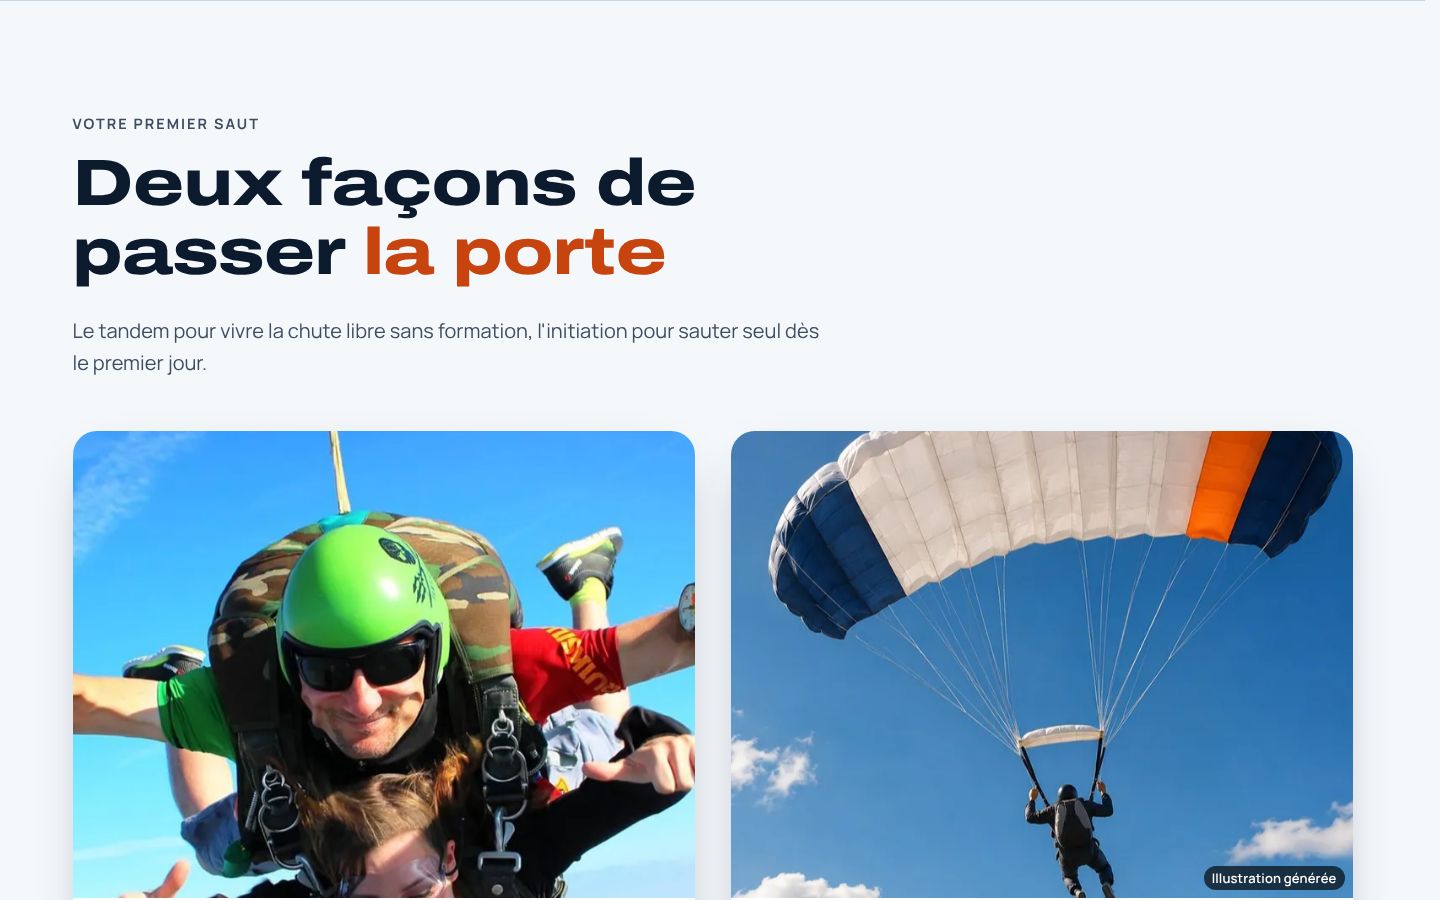 VOTRE PREMIER SAUT
Deux façons de
passer la porte
Le tandem pour vivre la chute libre sans formation, l'initiation pour sauter seul dès
le premier jour.
Illustration générée